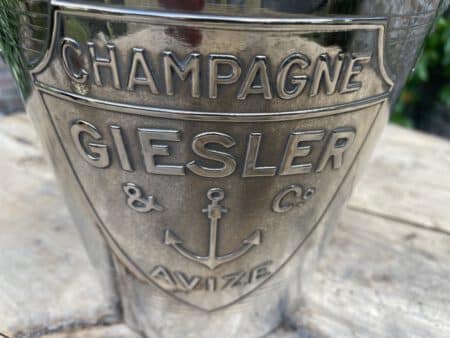 CHAMPAGNE
GIESLER
& Co
AVIZE